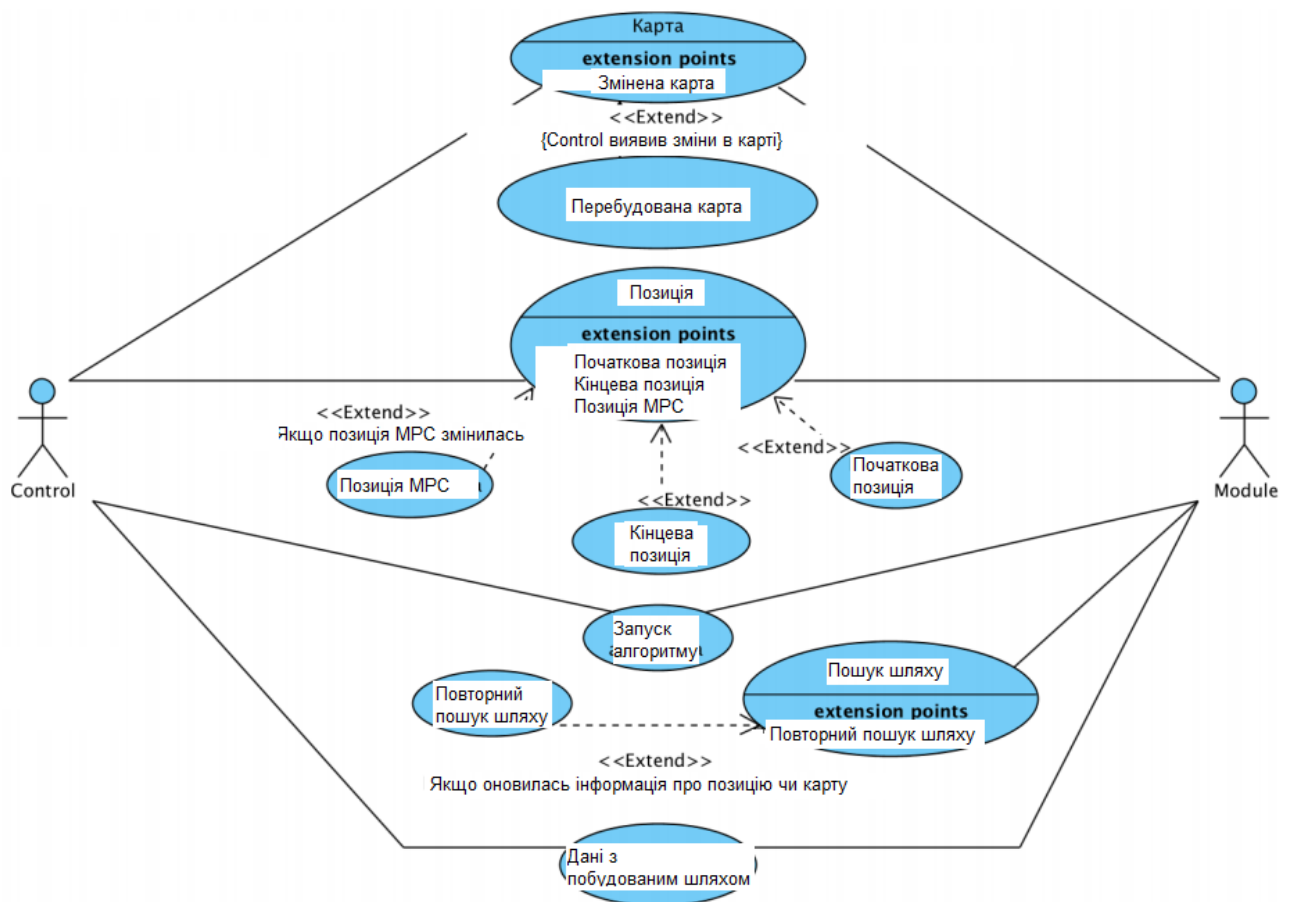 Карта
extension points
Змінена карта
<<Extend>>
{Control виявив зміни в карті}
Перебудована карта
Позиція
extension points
Початкова позиція
Кінцева позиція
Позиція МРС
<<Extend>>
Якщо позиція МРС змінилась
Позиція МРС
<<Extend>>
Початкова
позиція
Control
Module
<<Extend>>
Кінцева
позиція
Запуск
алгоритму
Пошук шляху
extension points
Повторний пошук шляху
Повторний
пошук шляху
<<Extend>>
Якщо оновилась інформація про позицію чи карту
Дані з
побудованим шляхом